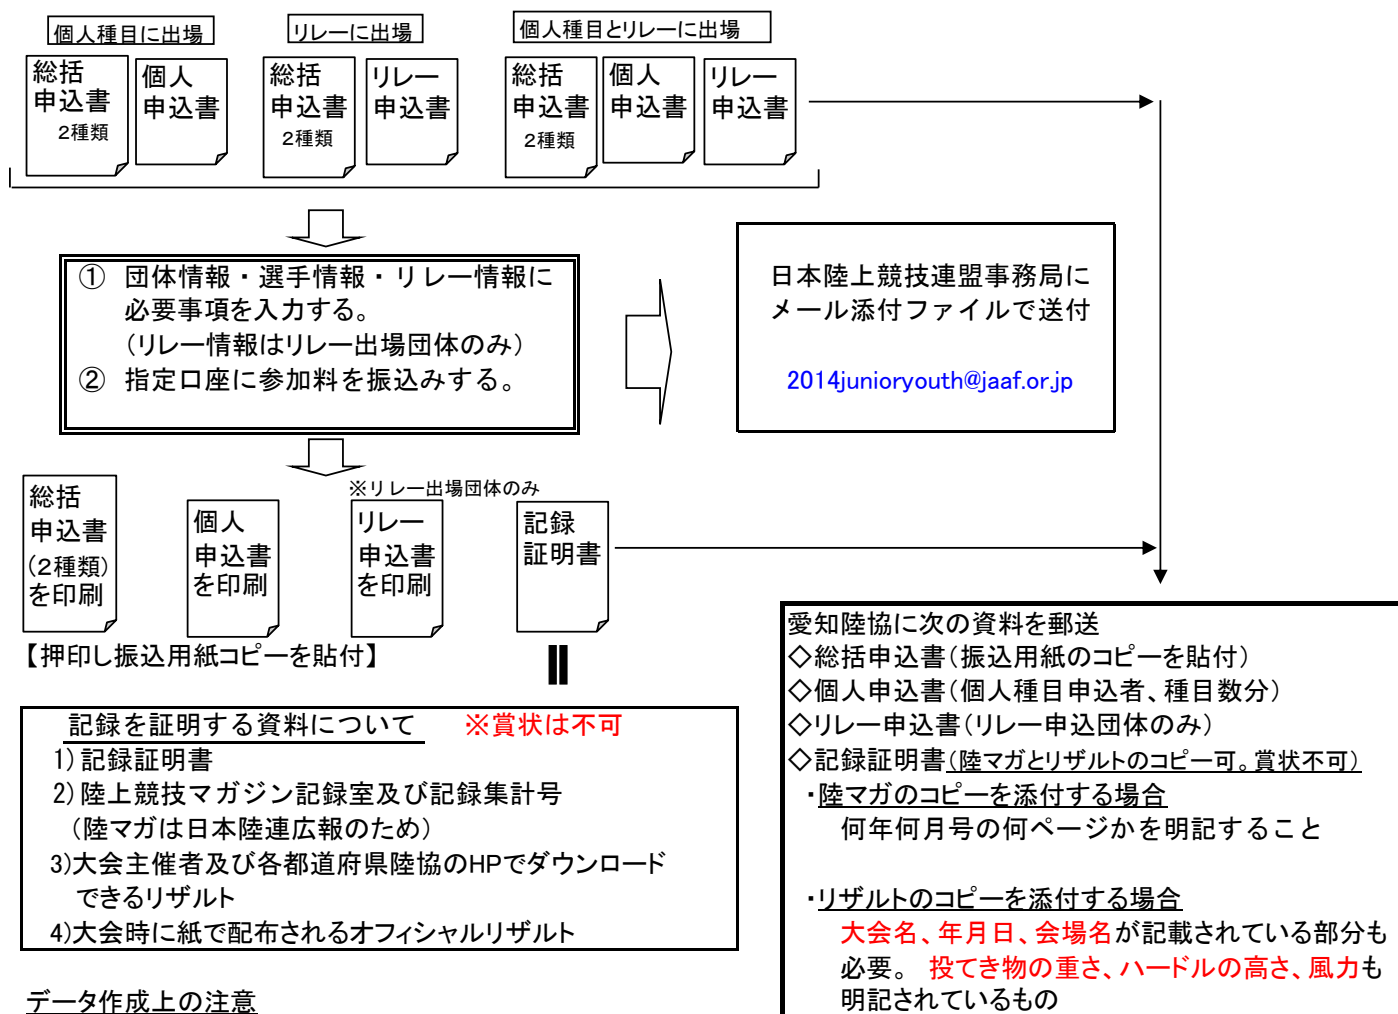 個人種目に出場
リレーに出場
個人種目とリレーに出場
総括
申込書
2種類
個人
申込書
総括
申込書
2種類
リレー
申込書
総括
申込書
2種類
個人
申込書
リレー
申込書
① 団体情報・選手情報・リレー情報に
必要事項を入力する。
(リレー情報はリレー出場団体のみ)
② 指定口座に参加料を振込みする。
日本陸上競技連盟事務局に
メール添付ファイルで送付
2014junioryouth@jaaf.or.jp
総括
申込書
(2種類)
を印刷
個人
申込書
を印刷
※リレー出場団体のみ
リレー
申込書
を印刷
記録
証明書
【押印し振込用紙コピーを貼付】
記録を証明する資料について ※賞状は不可
1)記録証明書
2)陸上競技マガジン記録室及び記録集計号
(陸マガは日本陸連広報のため)
3)大会主催者及び各都道府県陸協のHPでダウンロード
できるリザルト
4)大会時に紙で配布されるオフィシャルリザルト
愛知陸協に次の資料を郵送
◇総括申込書(振込用紙のコピーを貼付)
◇個人申込書(個人種目申込者、種目数分)
◇リレー申込書(リレー申込団体のみ)
◇記録証明書(陸マガとリザルトのコピー可。賞状不可)
・陸マガのコピーを添付する場合
何年何月号の何ページかを明記すること
・リザルトのコピーを添付する場合
大会名、年月日、会場名が記載されている部分も
必要。 投てき物の重さ、ハードルの高さ、風力も
明記されているもの
データ作成上の注意